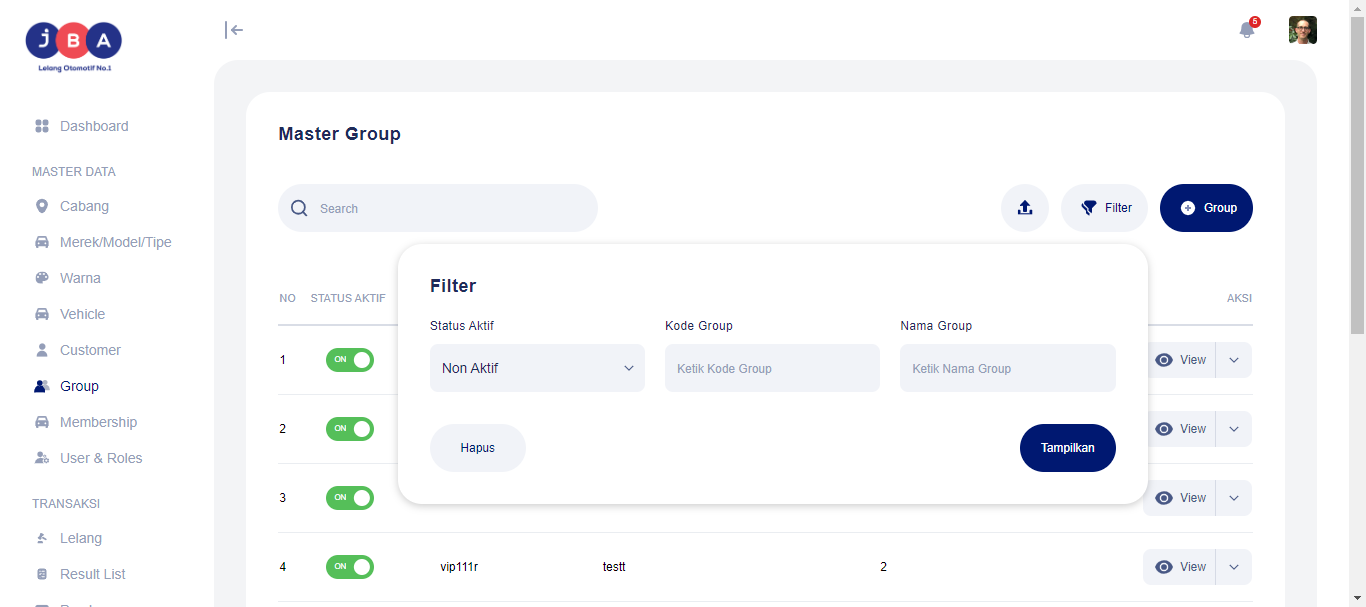 JBA
Lelang Otomotif No.1
5
Dashboard
MASTER DATA
Cabang
Merek/Model/Tipe
Warna
Vehicle
Customer
Group
Membership
User & Roles
TRANSAKSI
Lelang
Result List
Master Group
Search
Filter
Group
NO
STATUS AKTIF
AKSI
Filter
Status Aktif
Kode Group
Nama Group
Non Aktif
Ketik Kode Group
Ketik Nama Group
Hapus
Tampilkan
1 ON View
2 ON View
3 ON View
4 ON vip111r testt 2 View